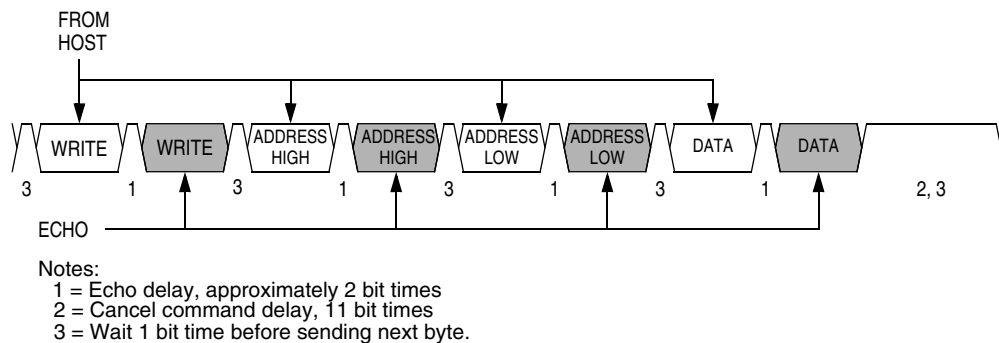 FROM
HOST
WRITE
WRITE
ADDRESS
HIGH
ADDRESS
HIGH
ADDRESS
LOW
ADDRESS
LOW
DATA
DATA
3 1 3 1 3 1 3 1 2, 3
ECHO
Notes:
1 = Echo delay, approximately 2 bit times
2 = Cancel command delay, 11 bit times
3 = Wait 1 bit time before sending next byte.